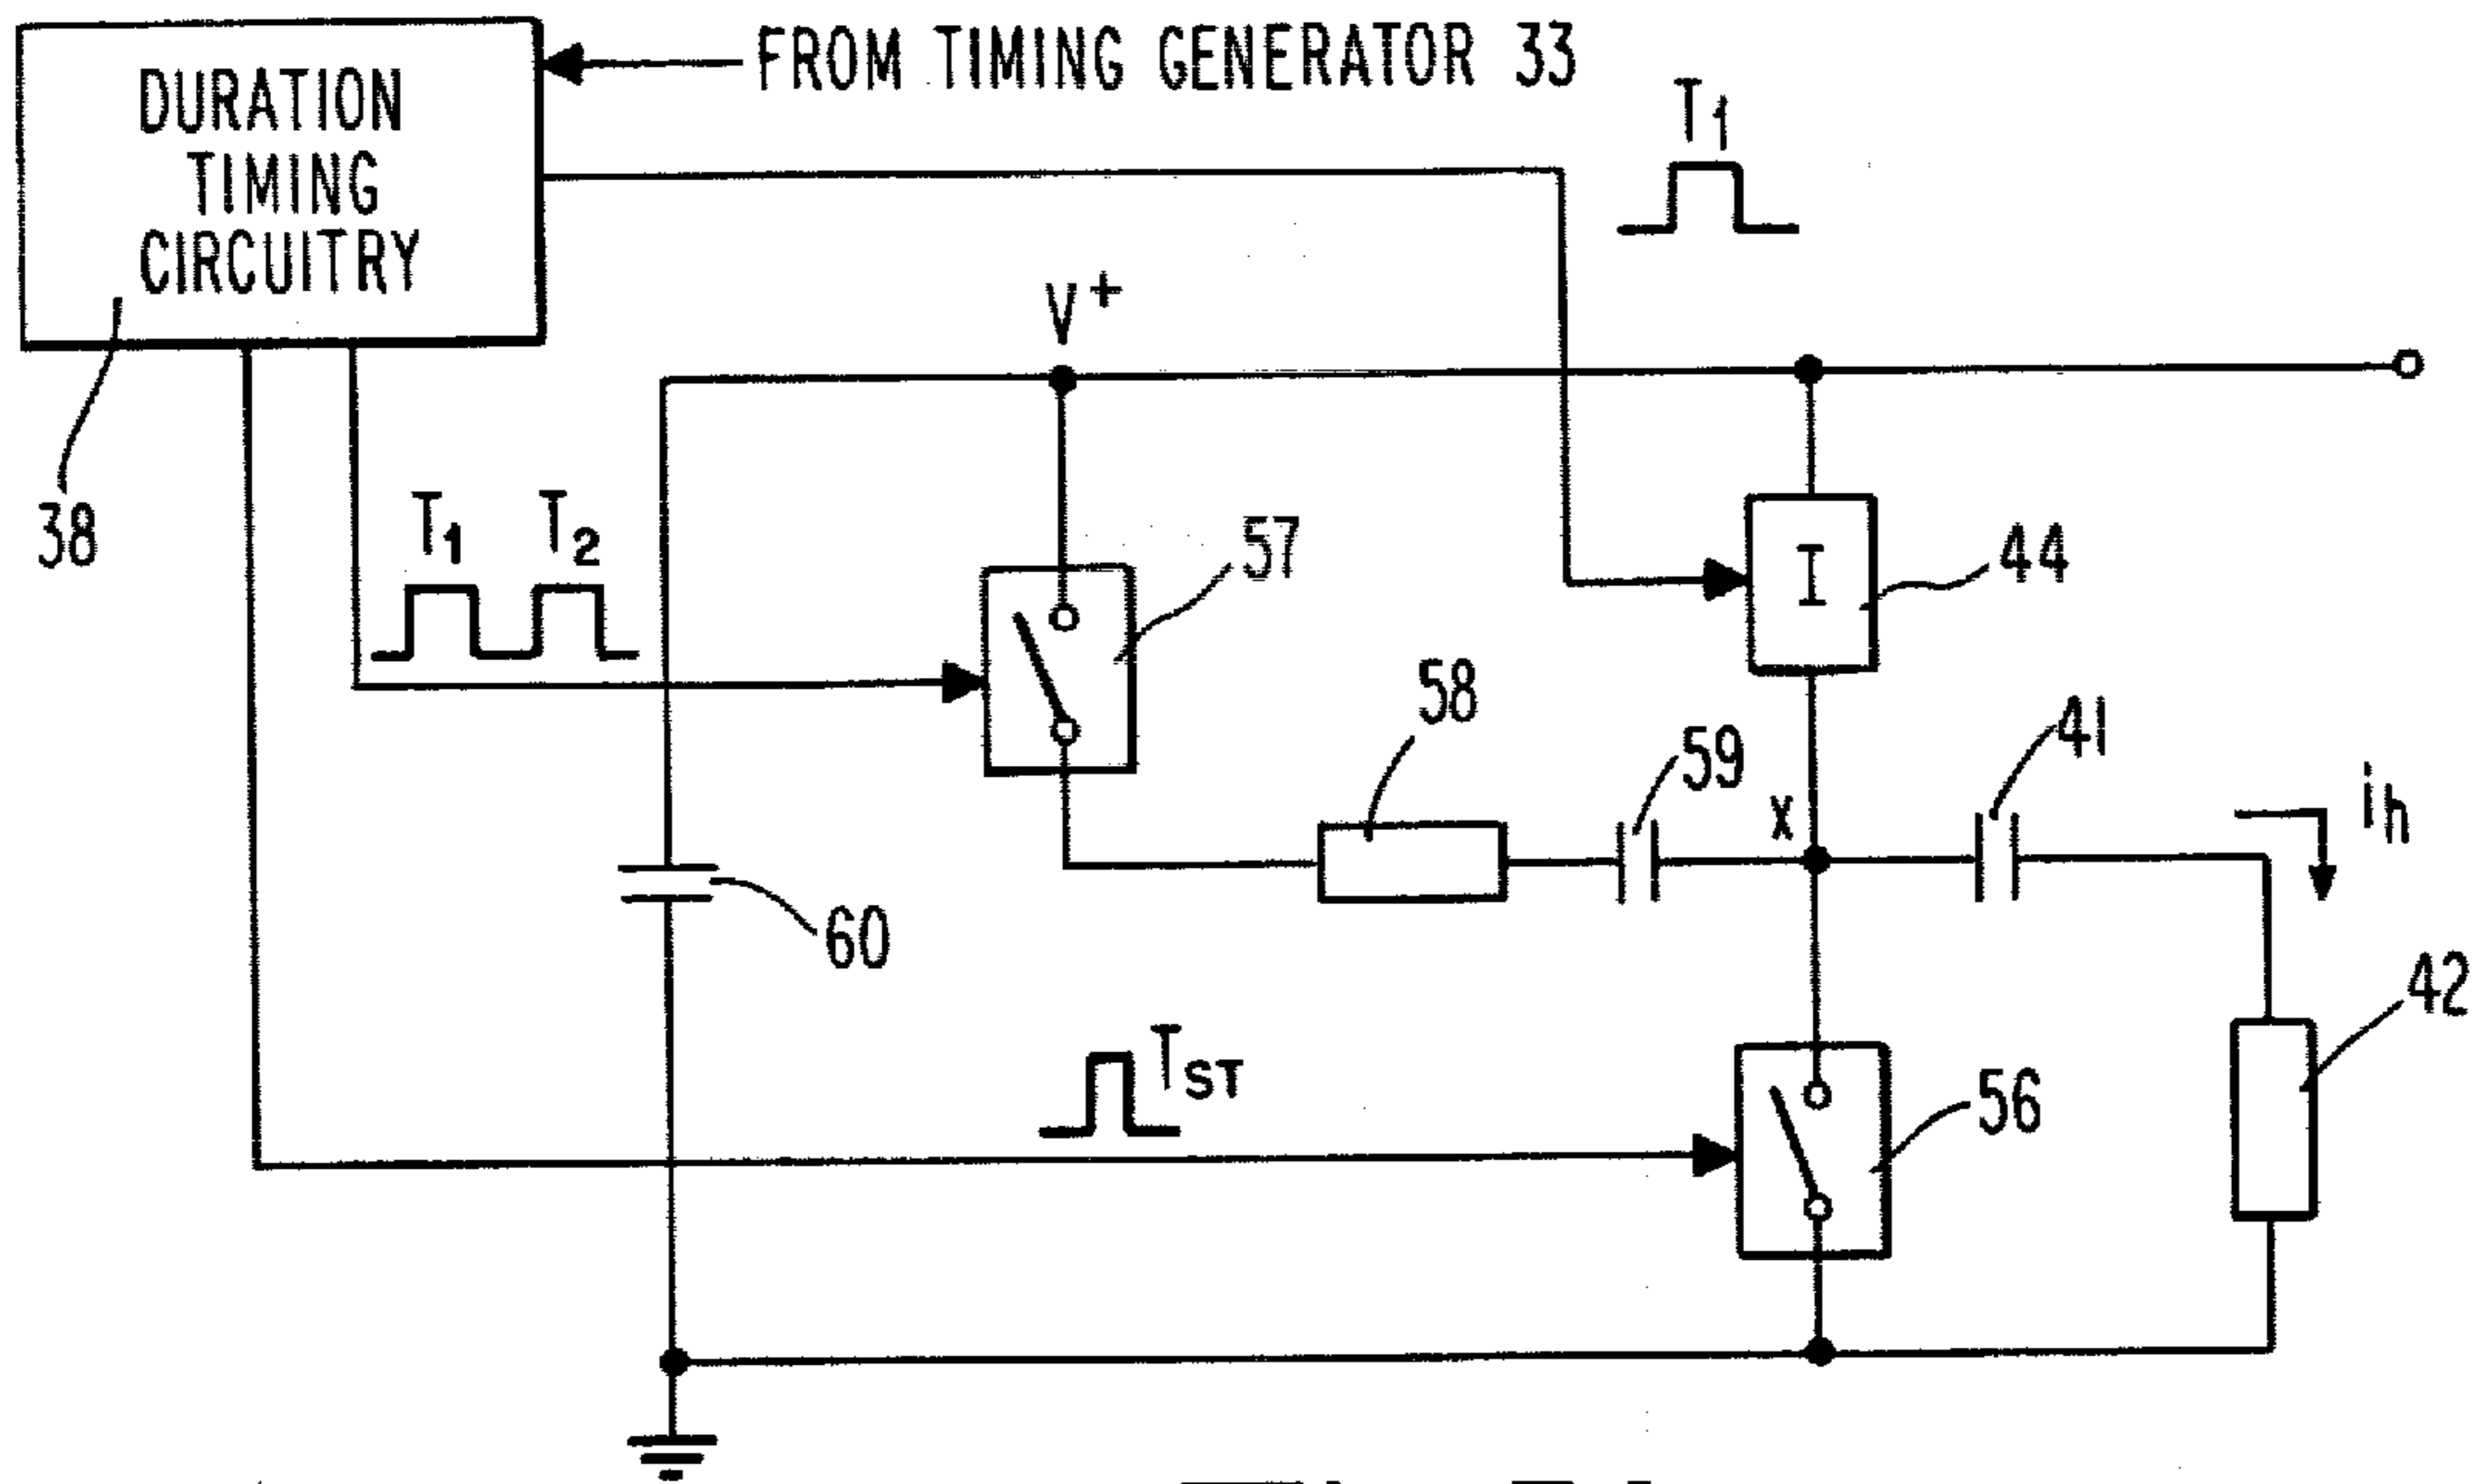 DURATION
TIMING
CIRCUITRY
FROM TIMING GENERATOR 33
T1
V+
38
T1 T2
57
I
44
58
59
X
41
ih
60
42
TST
56